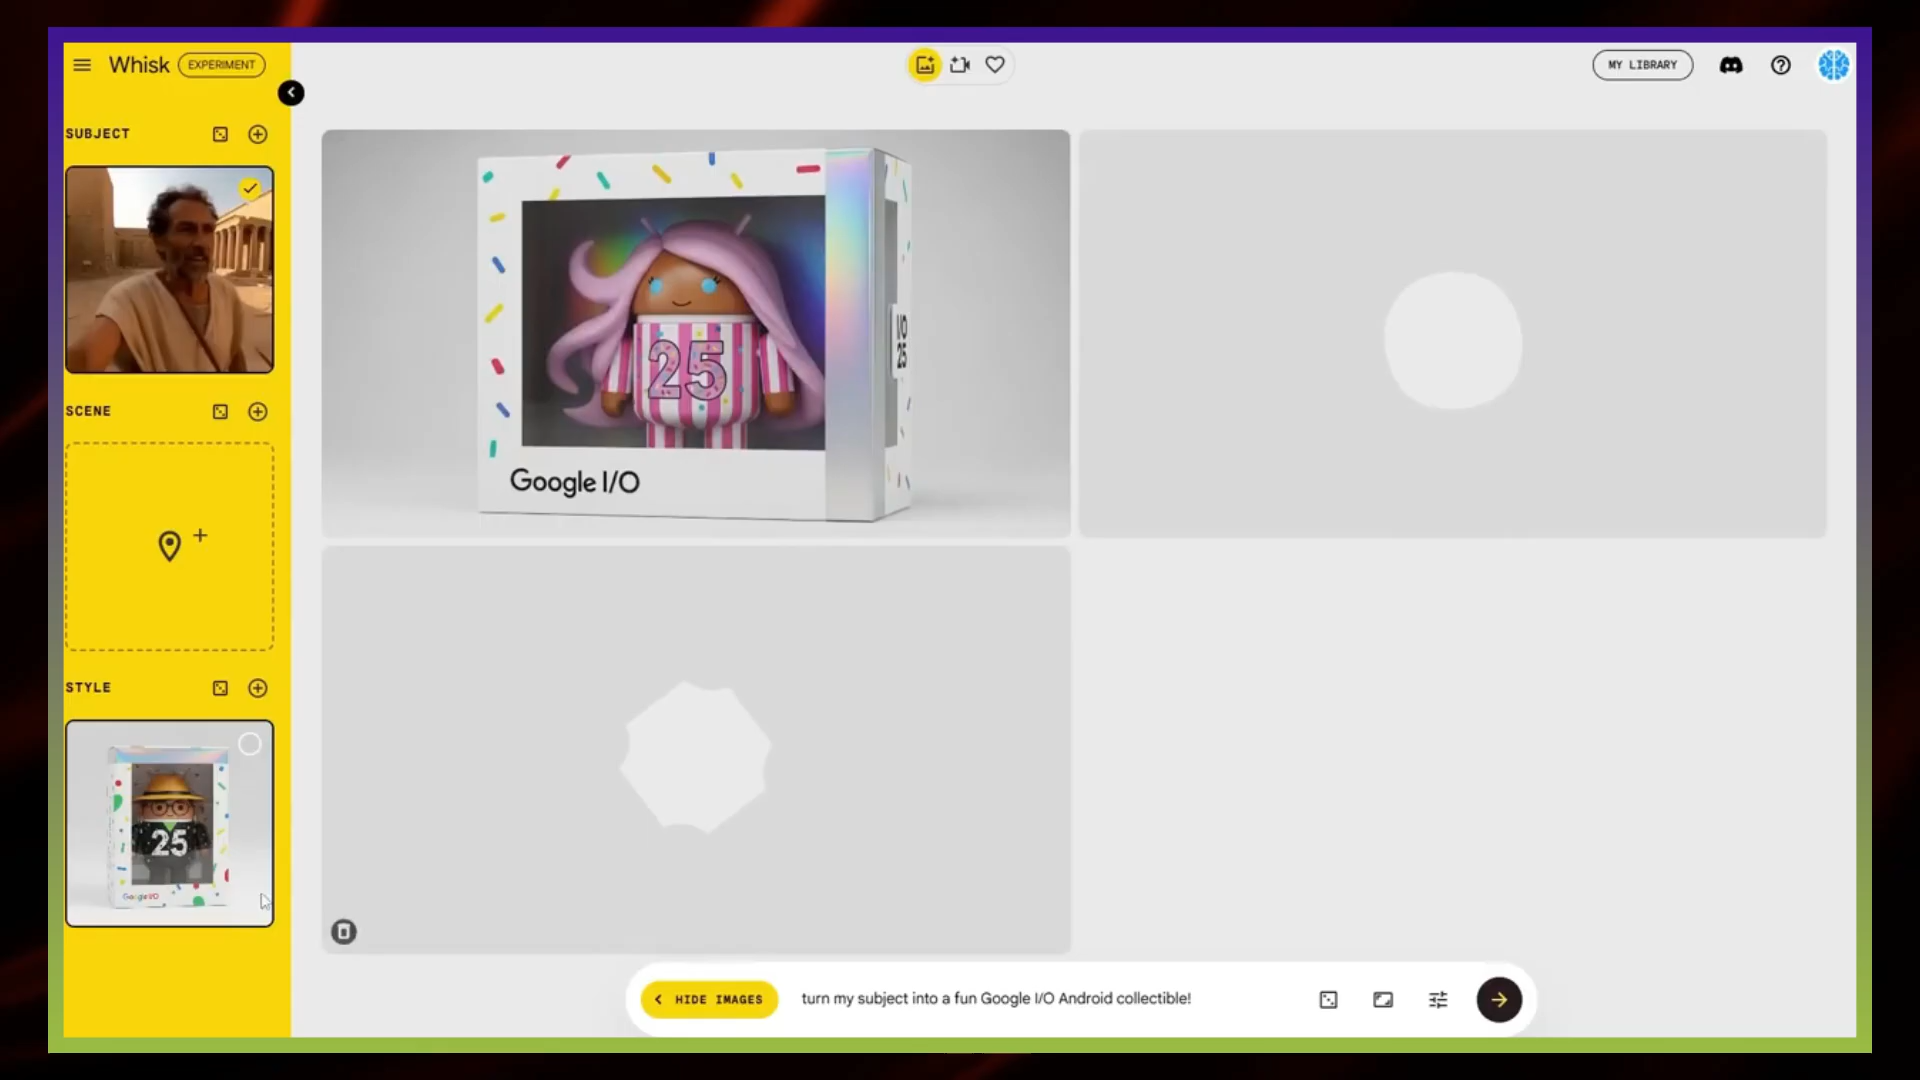 Whisk
EXPERIMENT
MY LIBRARY
SUBJECT
SCENE
STYLE
25
Google I/O
I/O
25
25
Google I/O
HIDE IMAGES
turn my subject into a fun Google I/O Android collectible!